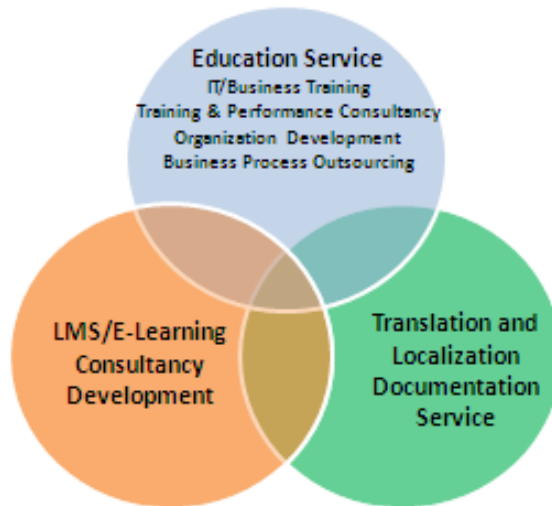 Education Service
IT/Business Training
Training & Performance Consultancy
Organization Development
Business Process Outsourcing
LMS/E-Learning
Consultancy
Development
Translation and
Localization
Documentation
Service